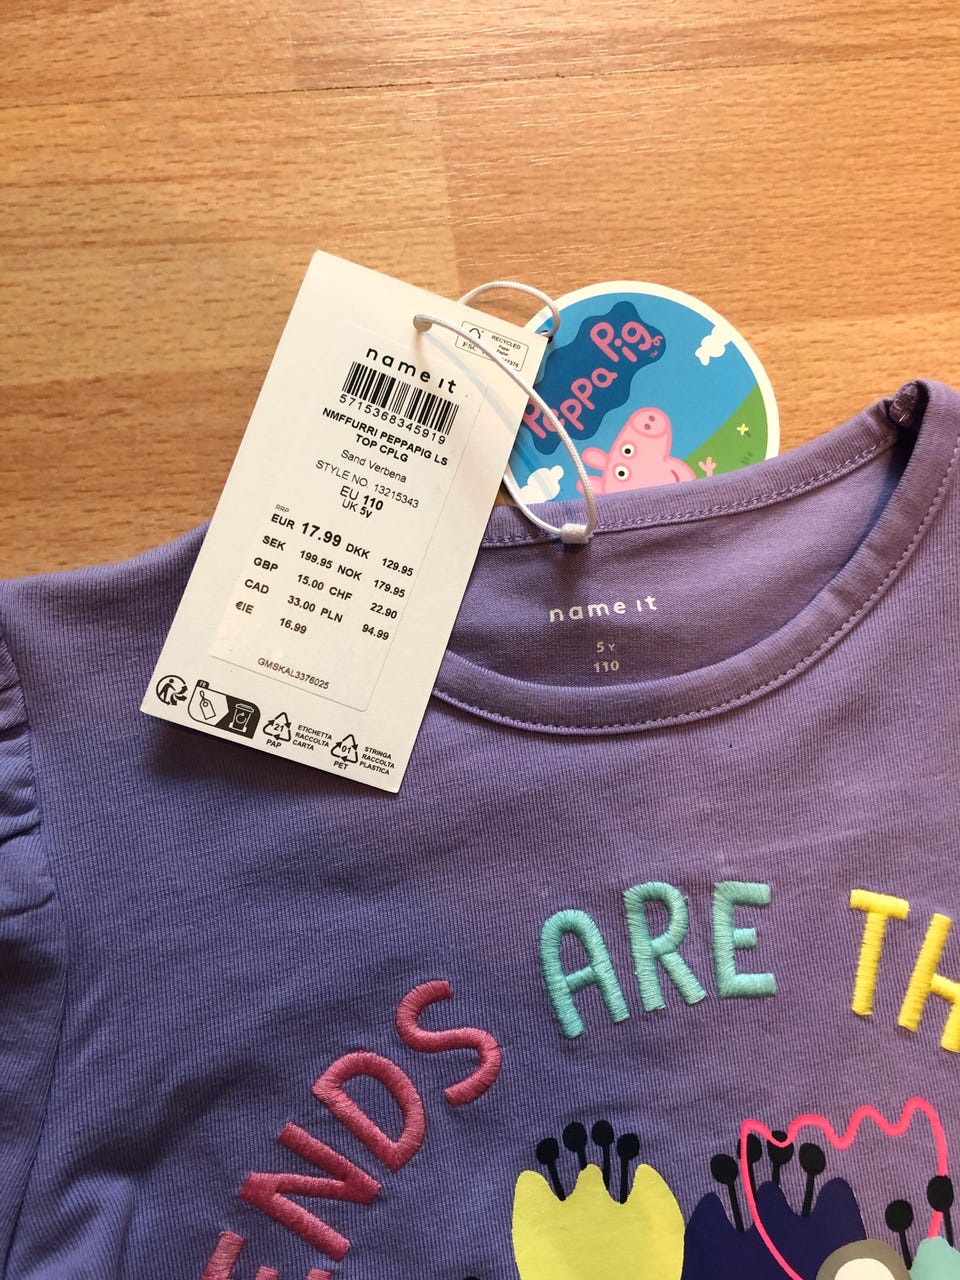 RECYCLED
FSC
Peppa Pig
TM
name it
5715368345919
NMFFURRI PEPPAPIG LS
TOP CPLG
Sand Verbena
STYLE NO. 13215343
EU 110
UK 5y
RRP
EUR 17.99 DKK 129.95
SEK 199.95 NOK 179.95
GBP 15.00 CHF 22.90
CAD 33.00 PLN 94.99
€IE 16.99
GMSKAL3376025
FR
21
PAP
ETICHETTA
RACCOLTA
CARTA
01
PET
STRINGA
RACCOLTA
PLASTICA
name it
5Y
110
ENDS ARE TH